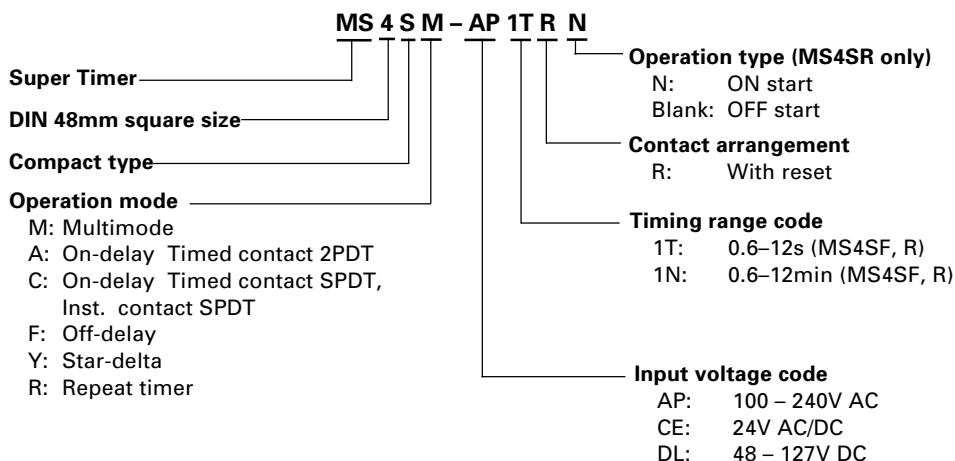 MS 4 S M – AP 1T R N
Super Timer
DIN 48mm square size
Compact type
Operation mode
M: Multimode
A: On-delay Timed contact 2PDT
C: On-delay Timed contact SPDT,
Inst. contact SPDT
F: Off-delay
Y: Star-delta
R: Repeat timer
Operation type (MS4SR only)
N: ON start
Blank: OFF start
Contact arrangement
R: With reset
Timing range code
1T: 0.6–12s (MS4SF, R)
1N: 0.6–12min (MS4SF, R)
Input voltage code
AP: 100 – 240V AC
CE: 24V AC/DC
DL: 48 – 127V DC